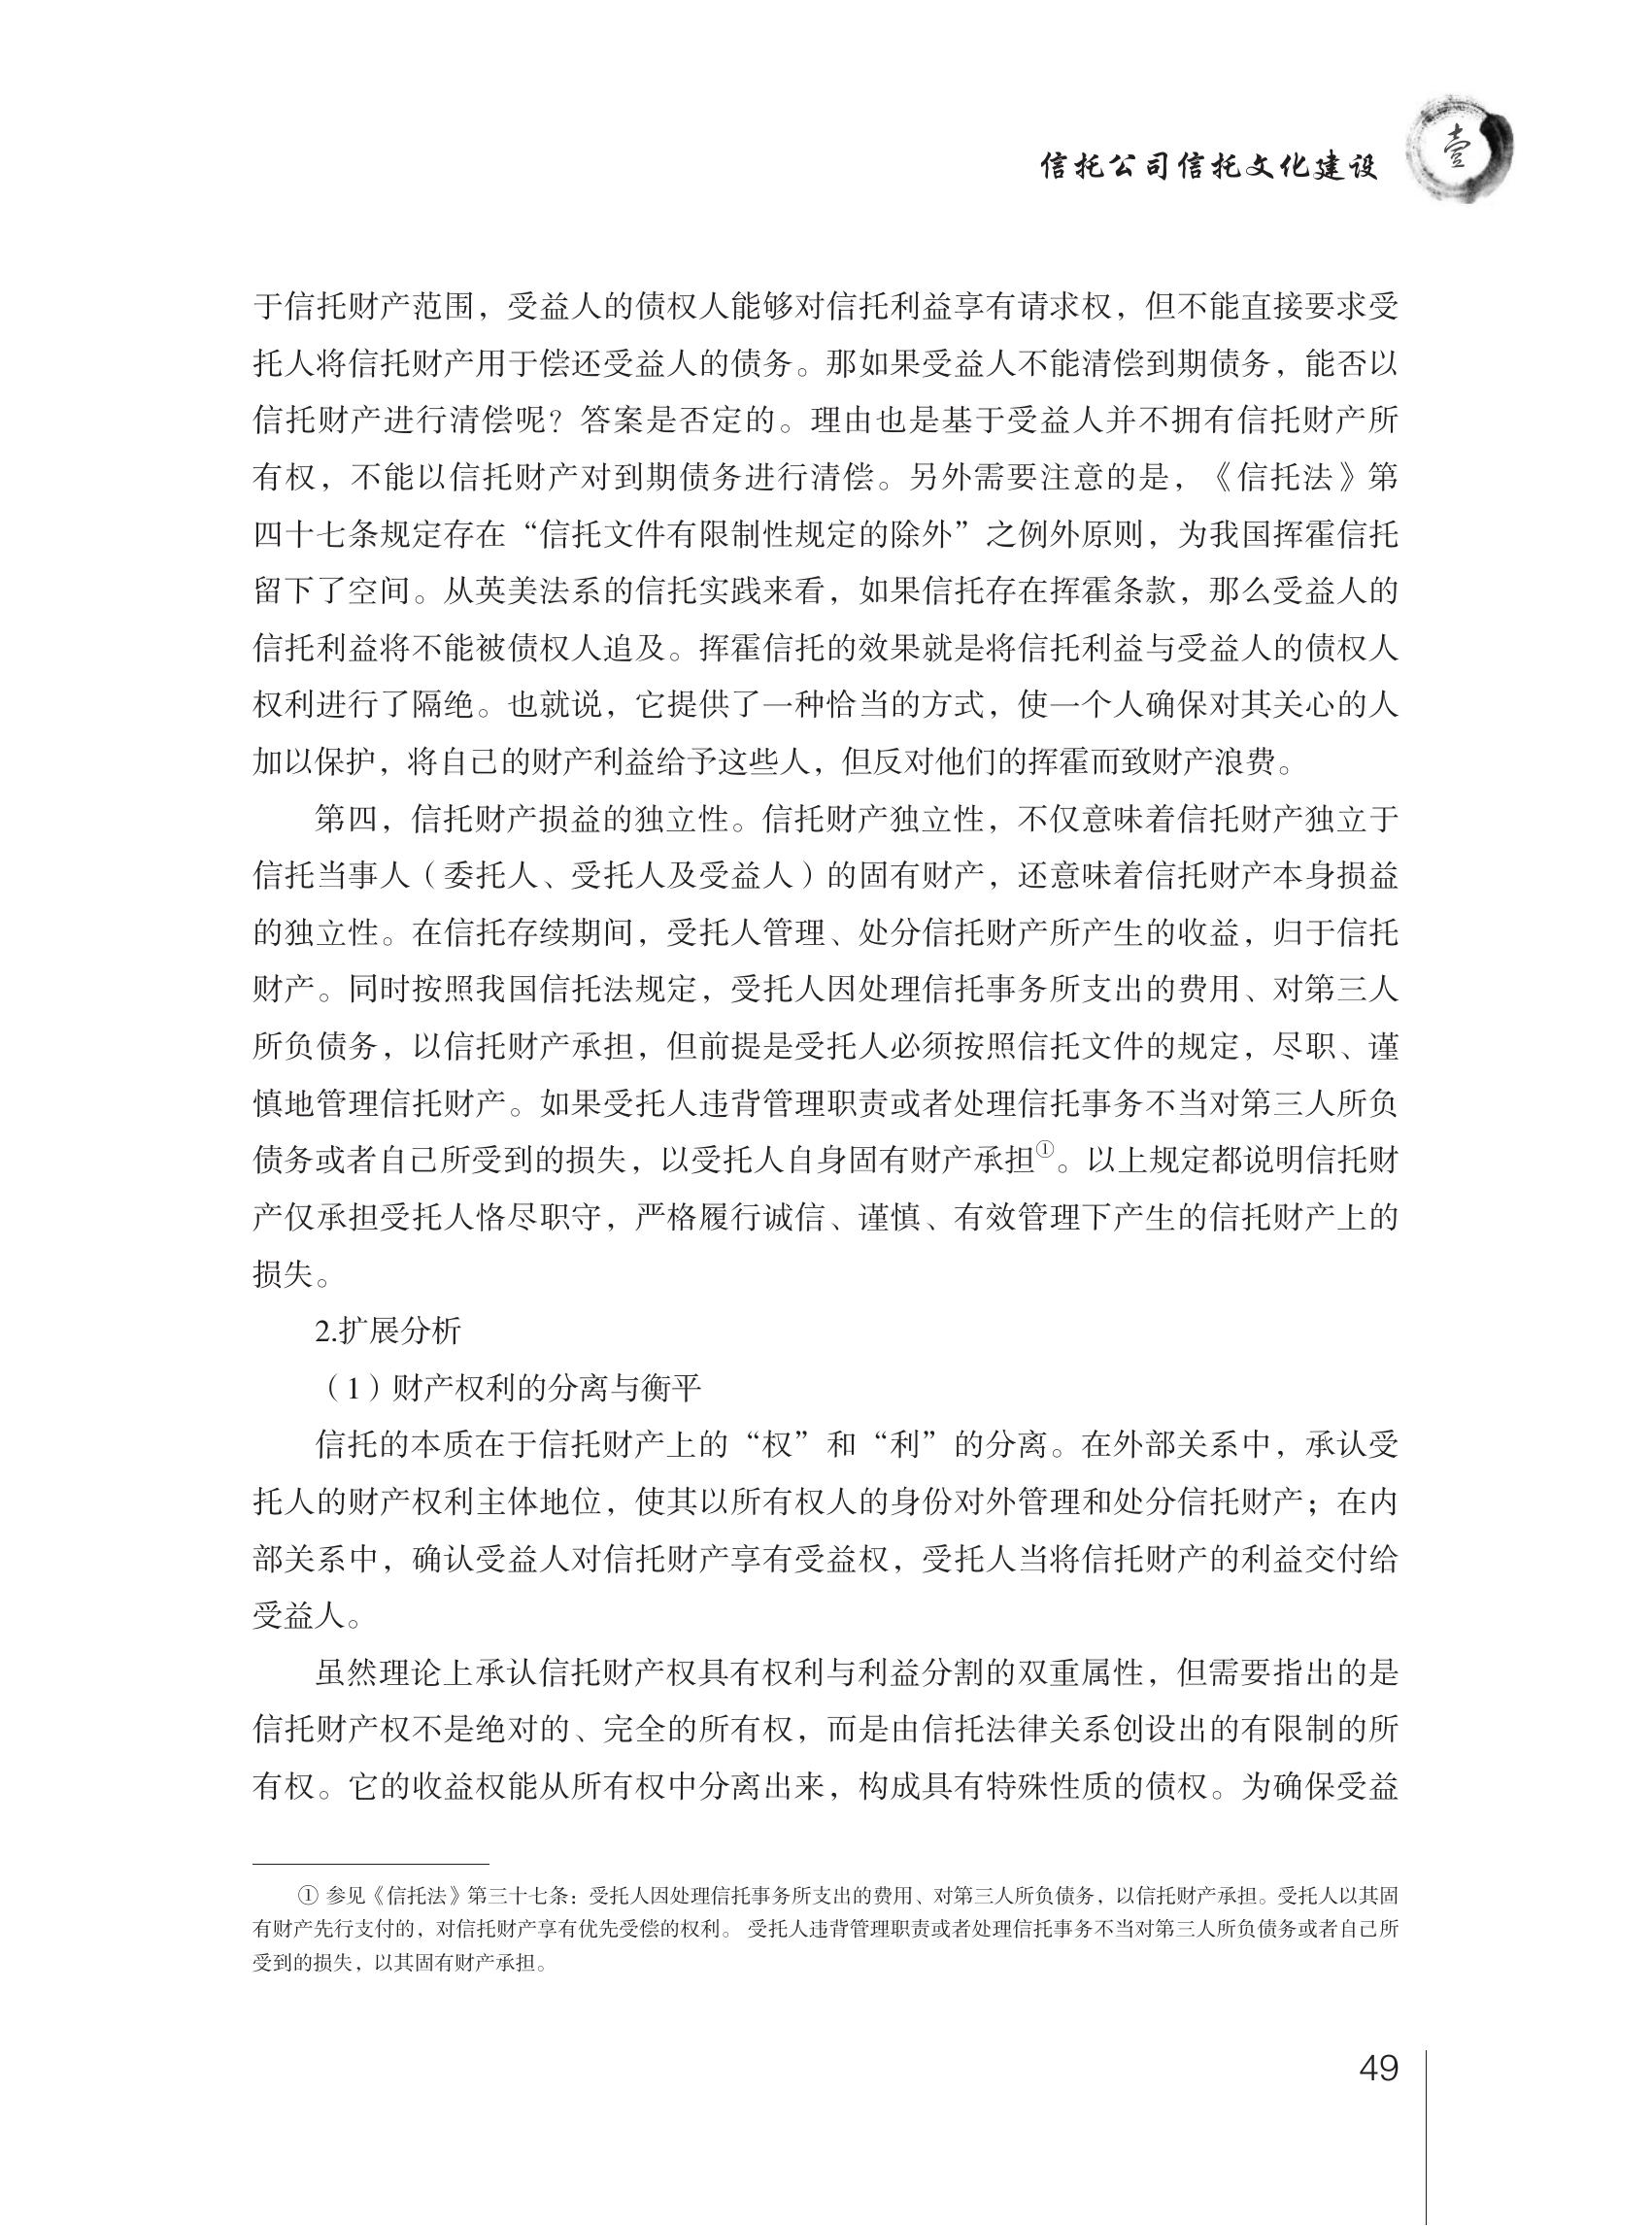 信托公司信托文化建设
壹
于信托财产范围，受益人的债权人能够对信托利益享有请求权，但不能直接要求受
托人将信托财产用于偿还受益人的债务。那如果受益人不能清偿到期债务，能否以
信托财产进行清偿呢？答案是否定的。理由也是基于受益人并不拥有信托财产所
有权，不能以信托财产对到期债务进行清偿。另外需要注意的是，《信托法》第
四十七条规定存在“信托文件有限制性规定的除外”之例外原则，为我国挥霍信托
留下了空间。从英美法系的信托实践来看，如果信托存在挥霍条款，那么受益人的
信托利益将不能被债权人追及。挥霍信托的效果就是将信托利益与受益人的债权人
权利进行了隔绝。也就说，它提供了一种恰当的方式，使一个人确保对其关心的人
加以保护，将自己的财产利益给予这些人，但反对他们的挥霍而致财产浪费。
第四，信托财产损益的独立性。信托财产独立性，不仅意味着信托财产独立于
信托当事人（委托人、受托人及受益人）的固有财产，还意味着信托财产本身损益
的独立性。在信托存续期间，受托人管理、处分信托财产所产生的收益，归于信托
财产。同时按照我国信托法规定，受托人因处理信托事务所支出的费用、对第三人
所负债务，以信托财产承担，但前提是受托人必须按照信托文件的规定，尽职、谨
慎地管理信托财产。如果受托人违背管理职责或者处理信托事务不当对第三人所负
债务或者自己所受到的损失，以受托人自身固有财产承担①。以上规定都说明信托财
产仅承担受托人恪尽职守，严格履行诚信、谨慎、有效管理下产生的信托财产上的
损失。
2.扩展分析
（1）财产权利的分离与衡平
信托的本质在于信托财产上的“权”和“利”的分离。在外部关系中，承认受
托人的财产权利主体地位，使其以所有权人的身份对外管理和处分信托财产；在内
部关系中，确认受益人对信托财产享有受益权，受托人当将信托财产的利益交付给
受益人。
虽然理论上承认信托财产权具有权利与利益分割的双重属性，但需要指出的是
信托财产权不是绝对的、完全的所有权，而是由信托法律关系创设出的有限制的所
有权。它的收益权能从所有权中分离出来，构成具有特殊性质的债权。为确保受益
① 参见《信托法》第三十七条：受托人因处理信托事务所支出的费用、对第三人所负债务，以信托财产承担。受托人以其固
有财产先行支付的，对信托财产享有优先受偿的权利。 受托人违背管理职责或者处理信托事务不当对第三人所负债务或者自己所
受到的损失，以其固有财产承担。
49